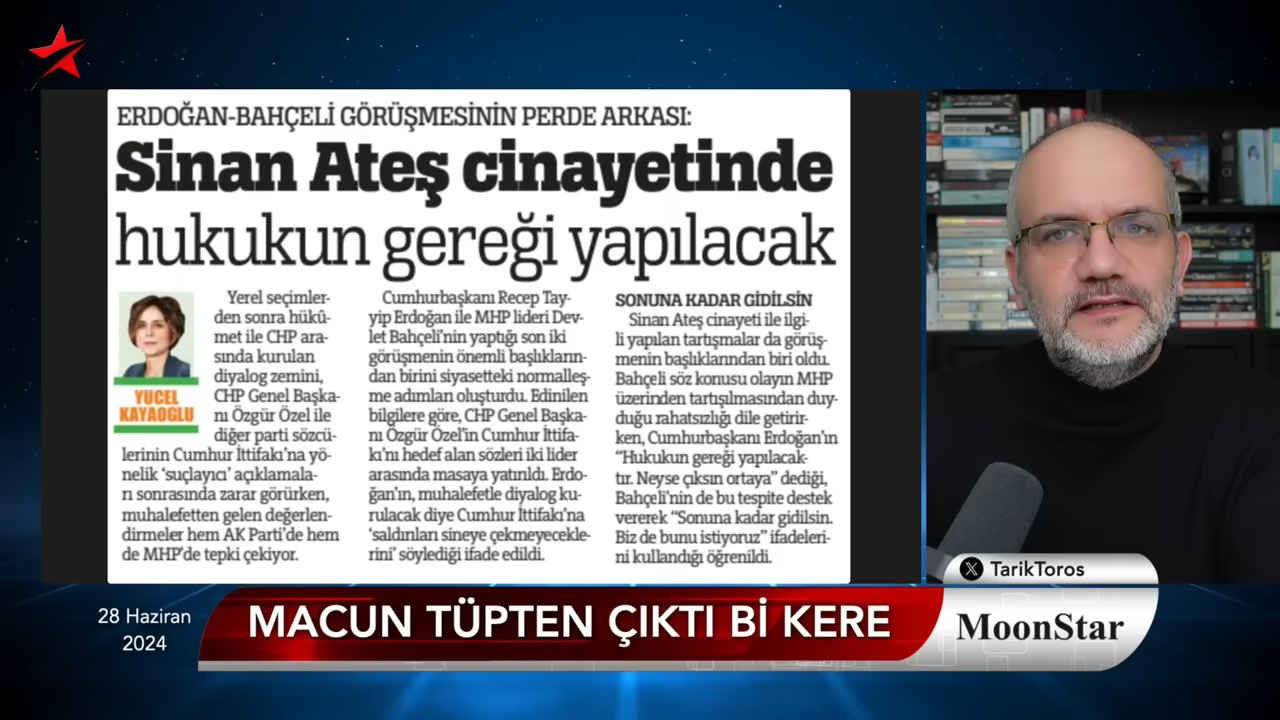 ERDOĞAN-BAHÇELİ GÖRÜŞMESİNİN PERDE ARKASI:
Sinan Ateş cinayetinde
hukukun gereği yapılacak
YÜCEL
KAYAOĞLU
Yerel seçimler-
den sonra hükû-
met ile CHP ara-
sında kurulan
diyalog zemini,
CHP Genel Başka-
nı Özgür Özel ile
diğer parti sözcü-
lerinin Cumhur İttifakı’na yö-
nelik ‘suçlayıcı’ açıklamala-
rı sonrasında zarar görürken,
muhalefetten gelen değerlen-
dirmeler hem AK Parti’de hem
de MHP’de tepki çekiyor.
Cumhurbaşkanı Recep Tay-
yip Erdoğan ile MHP lideri Dev-
let Bahçeli’nin yaptığı son iki
görüşmenin önemli başlıkların-
dan birini siyasetteki normalleş-
me adımları oluşturdu. Edinilen
bilgilere göre, CHP Genel Başka-
nı Özgür Özel’in Cumhur İttifa-
kı’nı hedef alan sözleri iki lider
arasında masaya yatırıldı. Erdo-
ğan’ın, muhalefetle diyalog ku-
rulacak diye Cumhur İttifakı’na
‘saldırıları sineye çekmeyecekle-
rini’ söylediği ifade edildi.
SONUNA KADAR GİDİLSİN
Sinan Ateş cinayeti ile ilgi-
li yapılan tartışmalar da görüş-
menin başlıklarından biri oldu.
Bahçeli söz konusu olayın MHP
üzerinden tartışılmasından duy-
duğu rahatsızlığı dile getirir-
ken, Cumhurbaşkanı Erdoğan’ın
“Hukukun gereği yapılacak-
tır. Neyse çıksın ortaya” dediği,
Bahçeli’nin de bu tespite destek
vererek “Sonuna kadar gidilsin.
Biz de bunu istiyoruz” ifadeleri-
ni kullandığı öğrenildi.
TarikToros
28 Haziran
2024
MACUN TÜPTEN ÇIKTI Bİ KERE
MoonStar